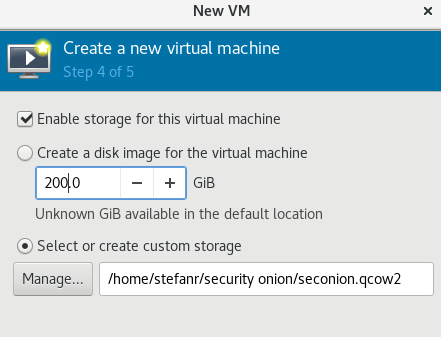 New VM
Create a new virtual machine
Step 4 of 5
Enable storage for this virtual machine
Create a disk image for the virtual machine
200.0 GiB
Unknown GiB available in the default location
Select or create custom storage
Manage... /home/stefanr/security onion/seconion.qcow2